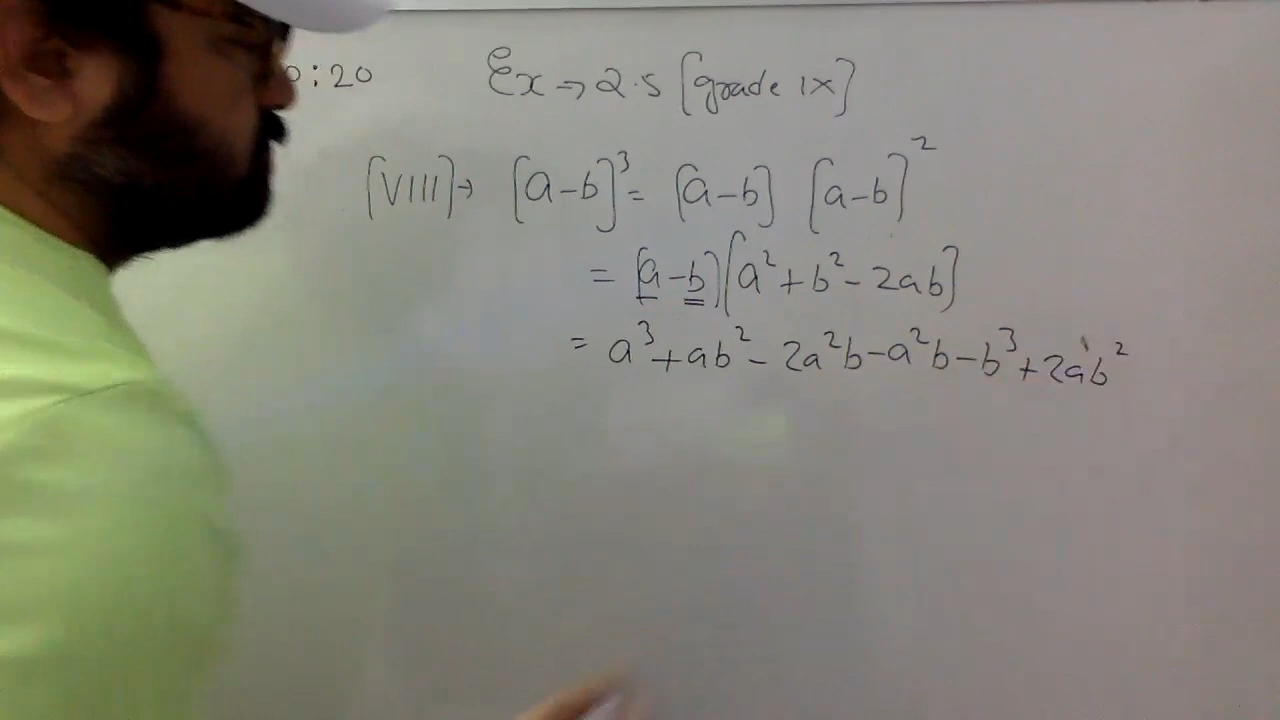 :20
Ex → 2.5 [grade IX]
[VIII] → [a-b]³ = [a-b] [a-b]²
= [a-b][a²+b²-2ab]
= a³+ab²-2a²b-a²b-b³+2ab²